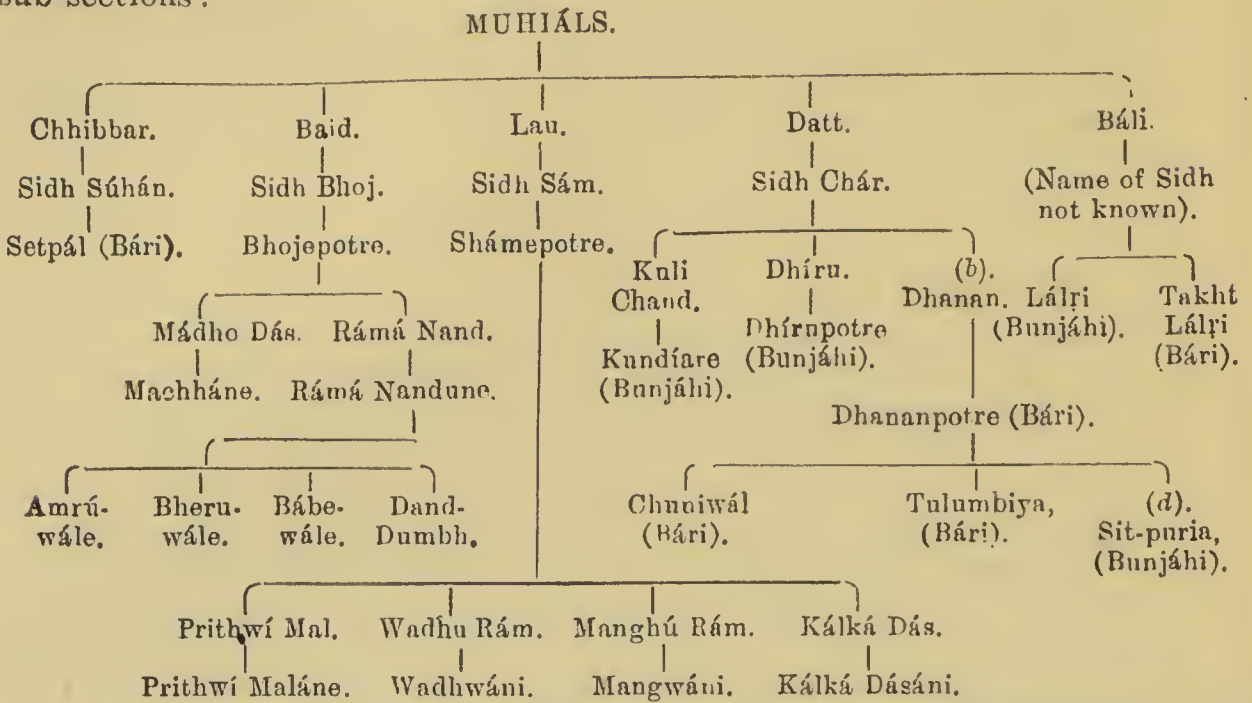 sub sections:
MUHIÁLS.
Chhibbar. Baid. Lau. Datt. Báli.
Sidh Súhán. Sidh Bhoj. Sidh Sám. Sidh Chár. (Name of Sidh
not known).
Setpál (Bári). Bhojepotre. Shámepotre.
Kuli Dhíru. (b).
Chand. Dhanan. Lálṛi Takht
Mádho Dás. Rámá Nand. Dhírupotre (Bunjáhi). Lálṛi
Kundíare (Bunjáhi). (Bári).
Machháne. Rámá Nandune. (Bunjáhi).
Dhananpotre (Bári).
Amrú- Bheru- Bábe- Dand- Chuniwál Tulumbiya, (d).
wále. wále. wále. Dumbh. (Bári). (Bári). Sit-puria,
(Bunjáhi).
Prithwí Mal. Wadhu Rám. Manghú Rám. Kálká Dás.
Prithwí Maláne. Wadhwáni. Mangwáni. Kálká Dásáni.